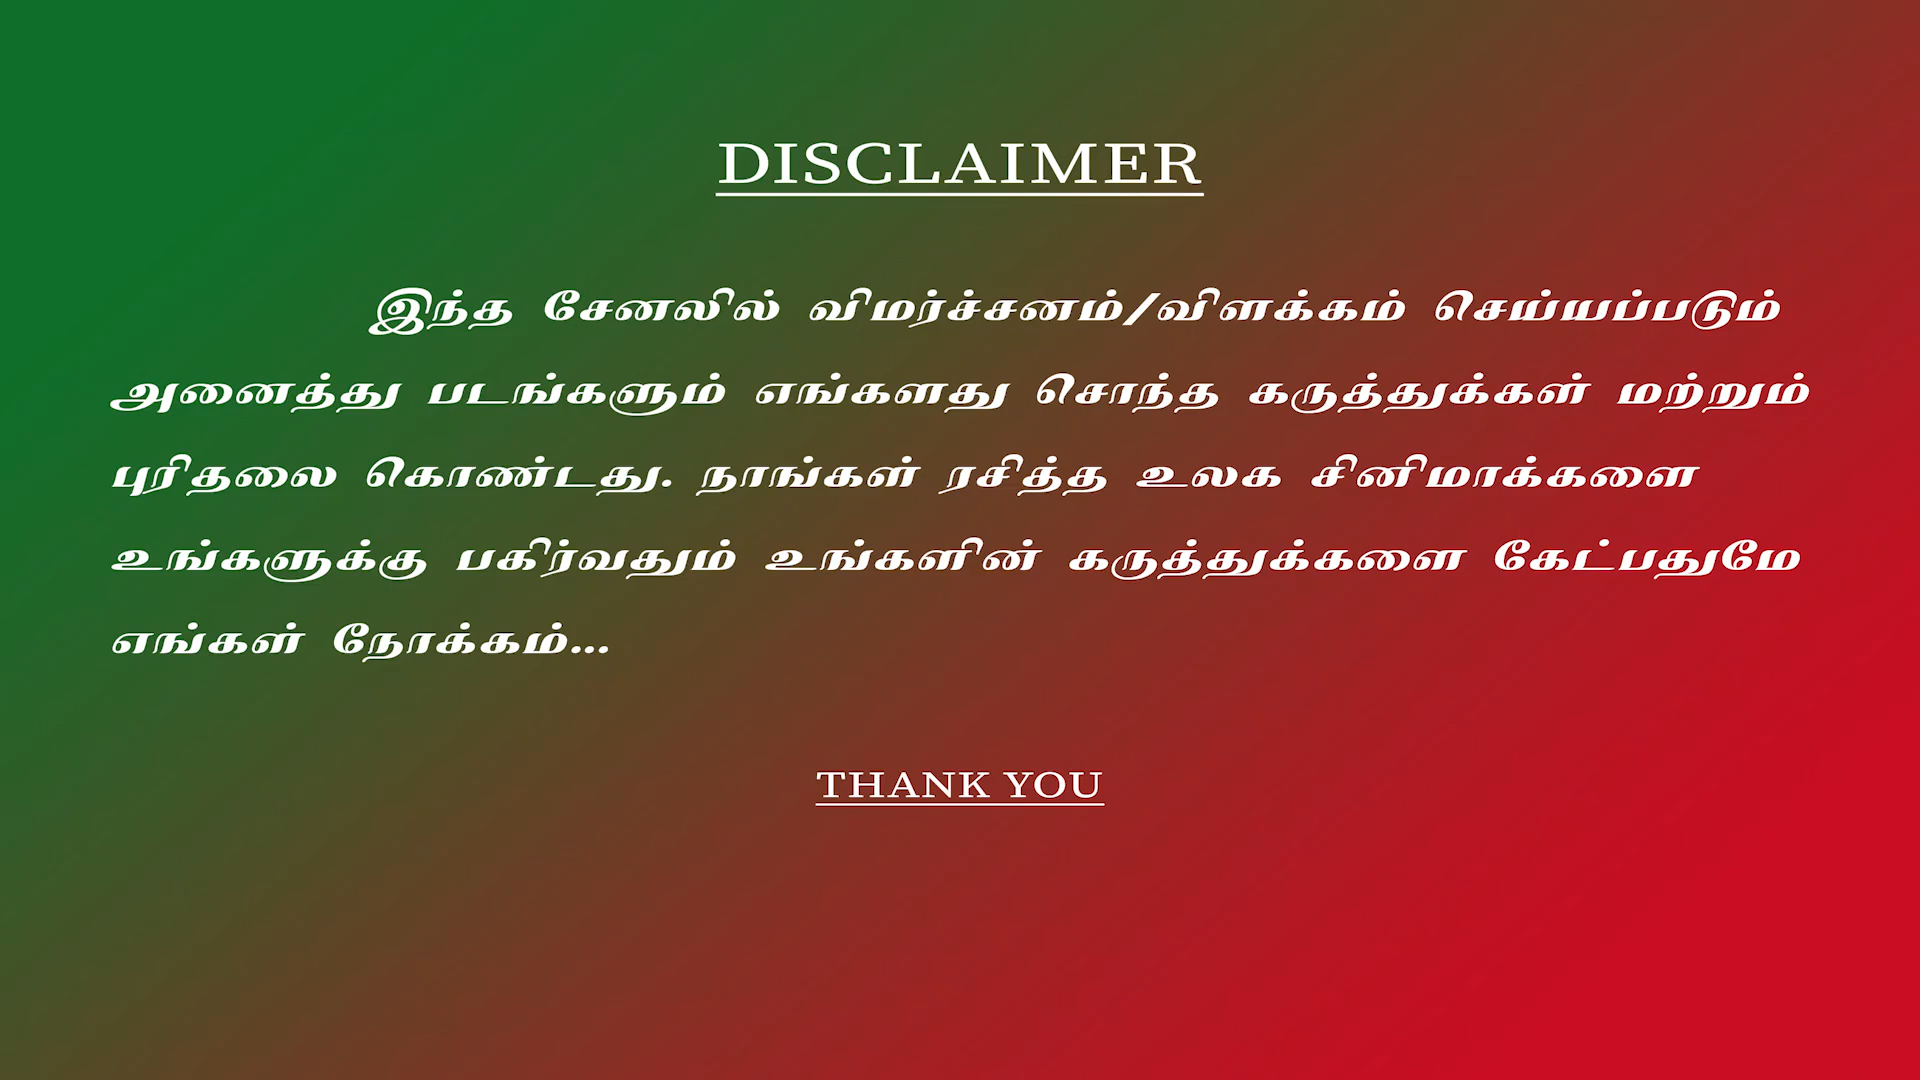 DISCLAIMER
இந்த சேனலில் விமர்ச்சனம்/விளக்கம் செய்யப்படும்
அனைத்து படங்களும் எங்களது சொந்த கருத்துக்கள் மற்றும்
புரிதலை கொண்டது. நாங்கள் ரசித்த உலக சினிமாக்களை
உங்களுக்கு பகிர்வதும் உங்களின் கருத்துக்களை கேட்பதுமே
எங்கள் நோக்கம்...
THANK YOU